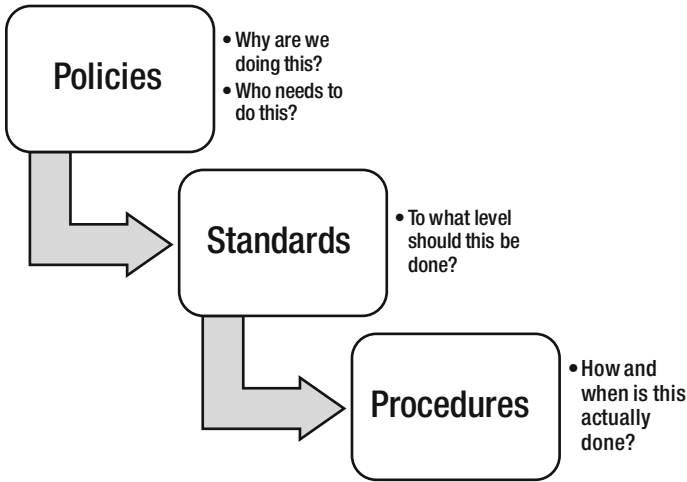 Policies
• Why are we
doing this?
• Who needs to
do this?
Standards
• To what level
should this be
done?
Procedures
• How and
when is this
actually
done?